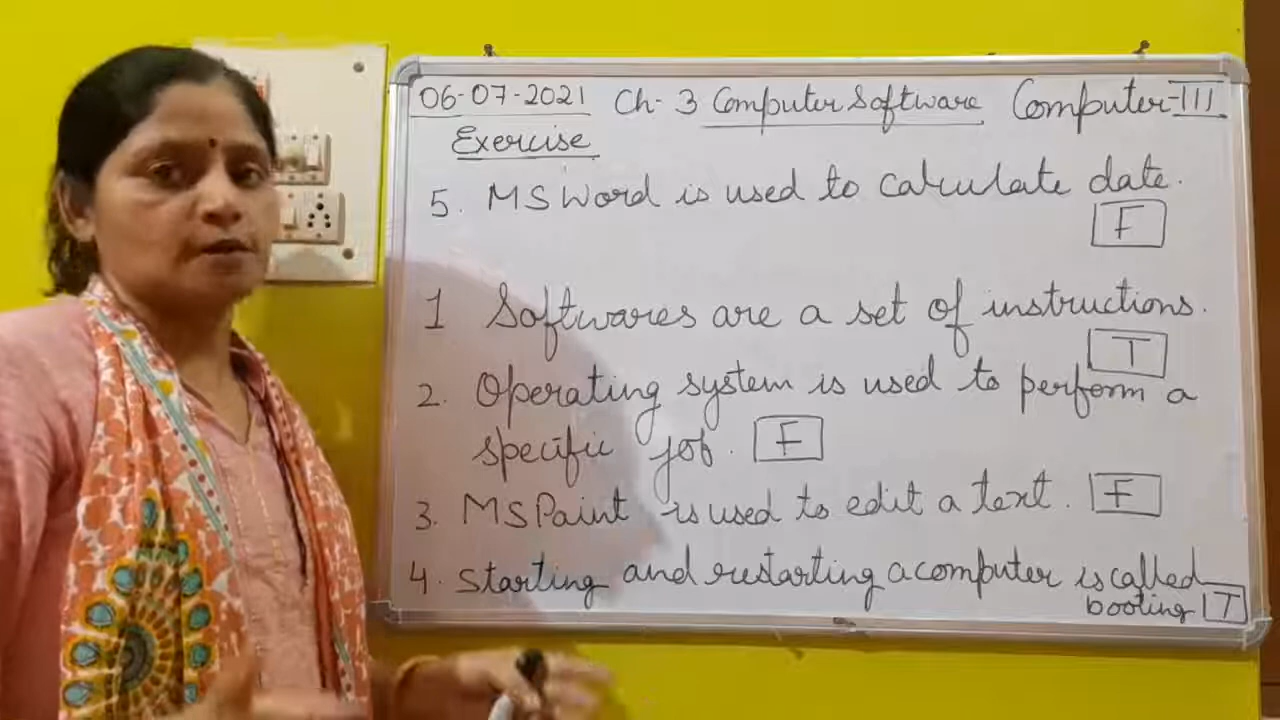 06-07-2021 Ch-3 Computer Software Computer-III
Exercise
5. MS Word is used to calculate date.
F
1 Softwares are a set of instructions.
T
2. Operating system is used to perform a
specific job. F
3. MS Paint is used to edit a text. F
4. Starting and restarting a computer is called
booting T